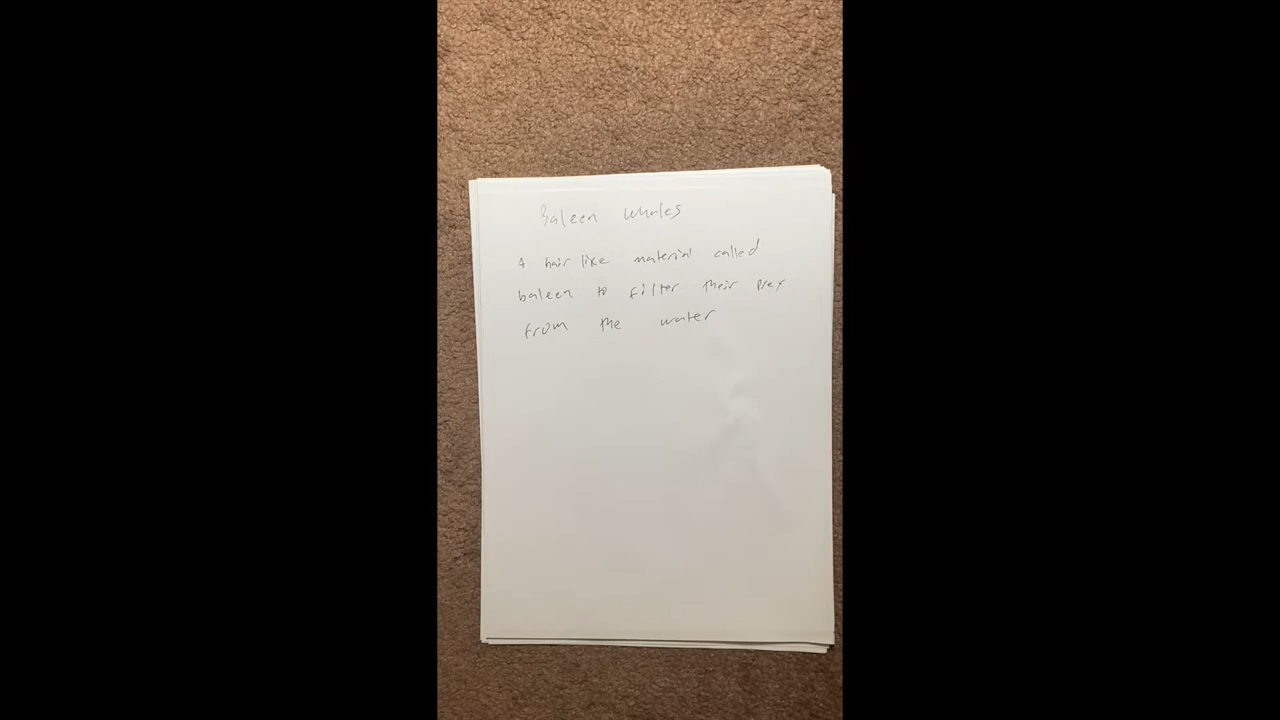 Baleen Whales
A hair like material called
baleen to filter their prey
from the water